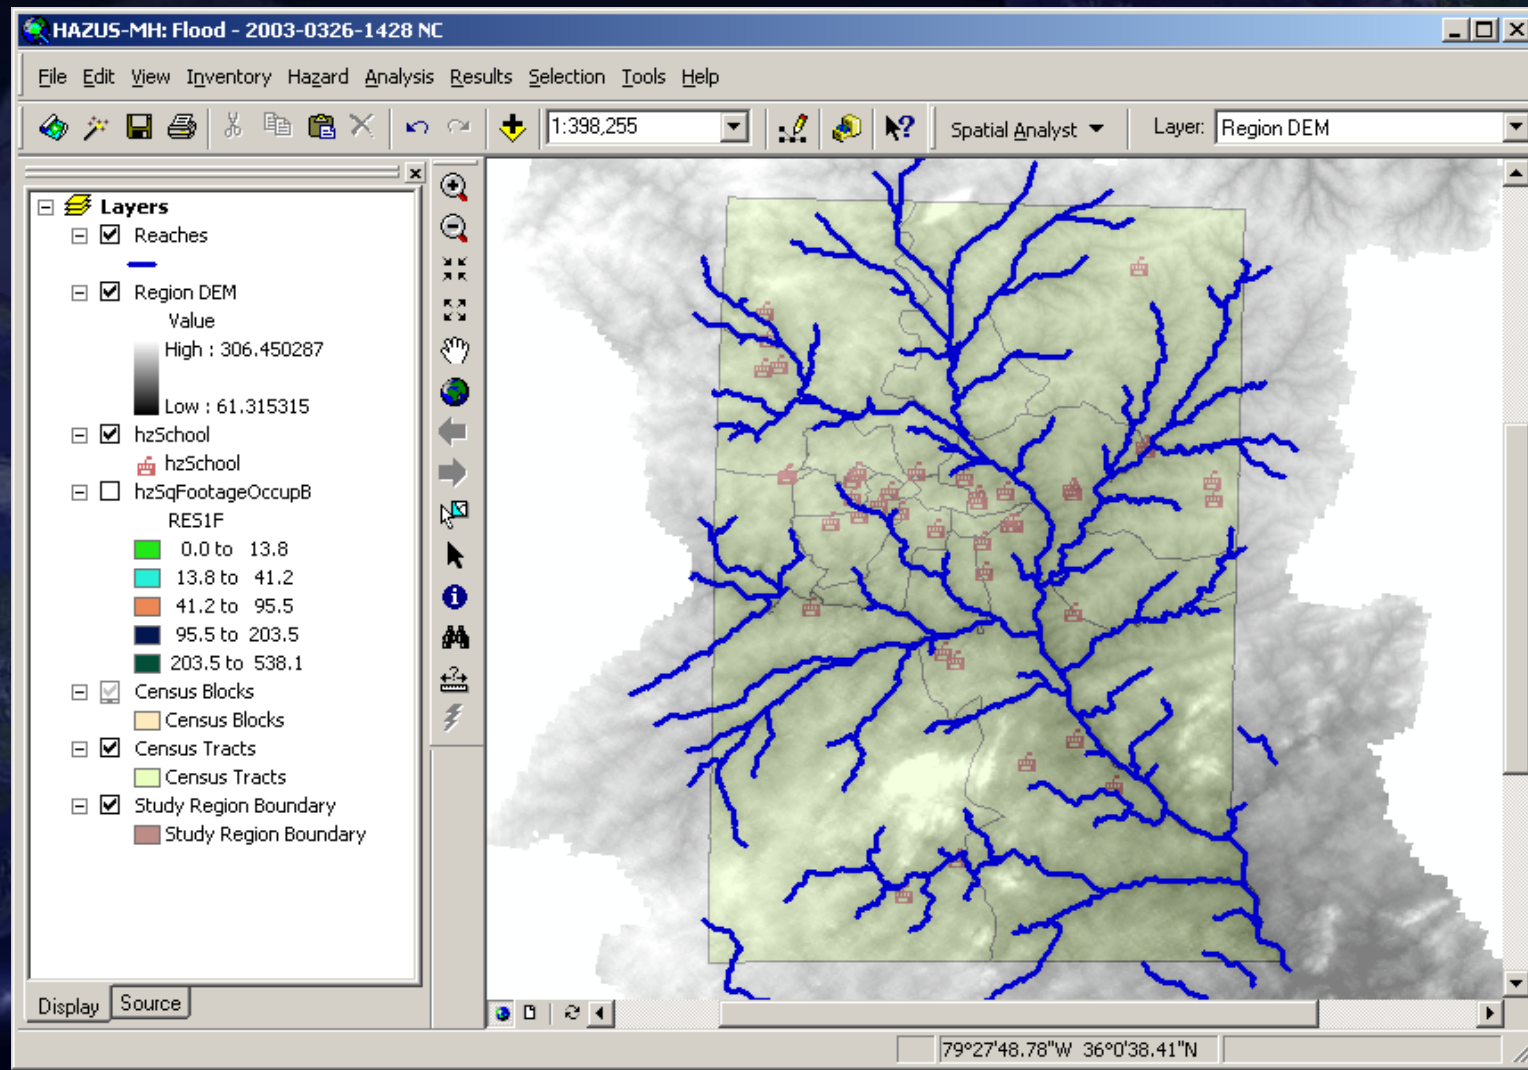 HAZUS-MH: Flood - 2003-0326-1428 NC
File Edit View Inventory Hazard Analysis Results Selection Tools Help
1:398,255 Spatial Analyst Layer: Region DEM
Layers
Reaches
Region DEM
Value
High : 306.450287
Low : 61.315315
hzSchool
hzSchool
hzSqFootageOccupB
RES1F
0.0 to 13.8
13.8 to 41.2
41.2 to 95.5
95.5 to 203.5
203.5 to 538.1
Census Blocks
Census Blocks
Census Tracts
Census Tracts
Study Region Boundary
Study Region Boundary
Display Source
79°27'48.78"W 36°0'38.41"N